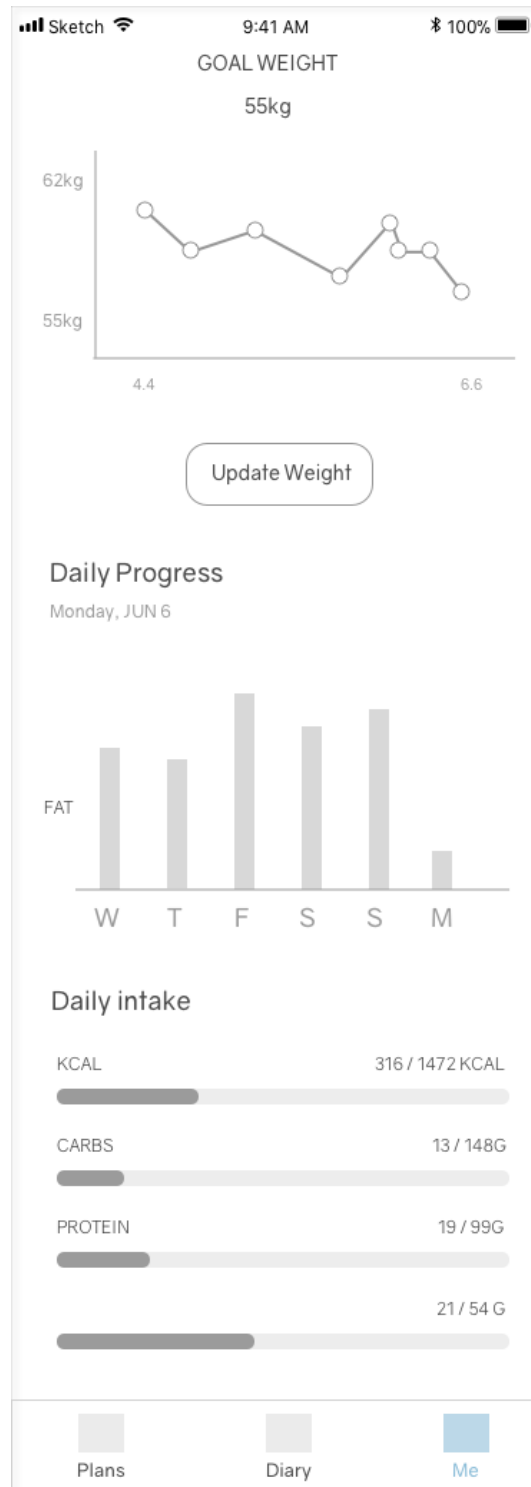 Sketch 9:41 AM 100%
GOAL WEIGHT
55kg
62kg
55kg
4.4 6.6
Update Weight
Daily Progress
Monday, JUN 6
FAT
W T F S S M
Daily intake
KCAL 316 / 1472 KCAL
CARBS 13 / 148G
PROTEIN 19 / 99G
21 / 54 G
Plans Diary Me